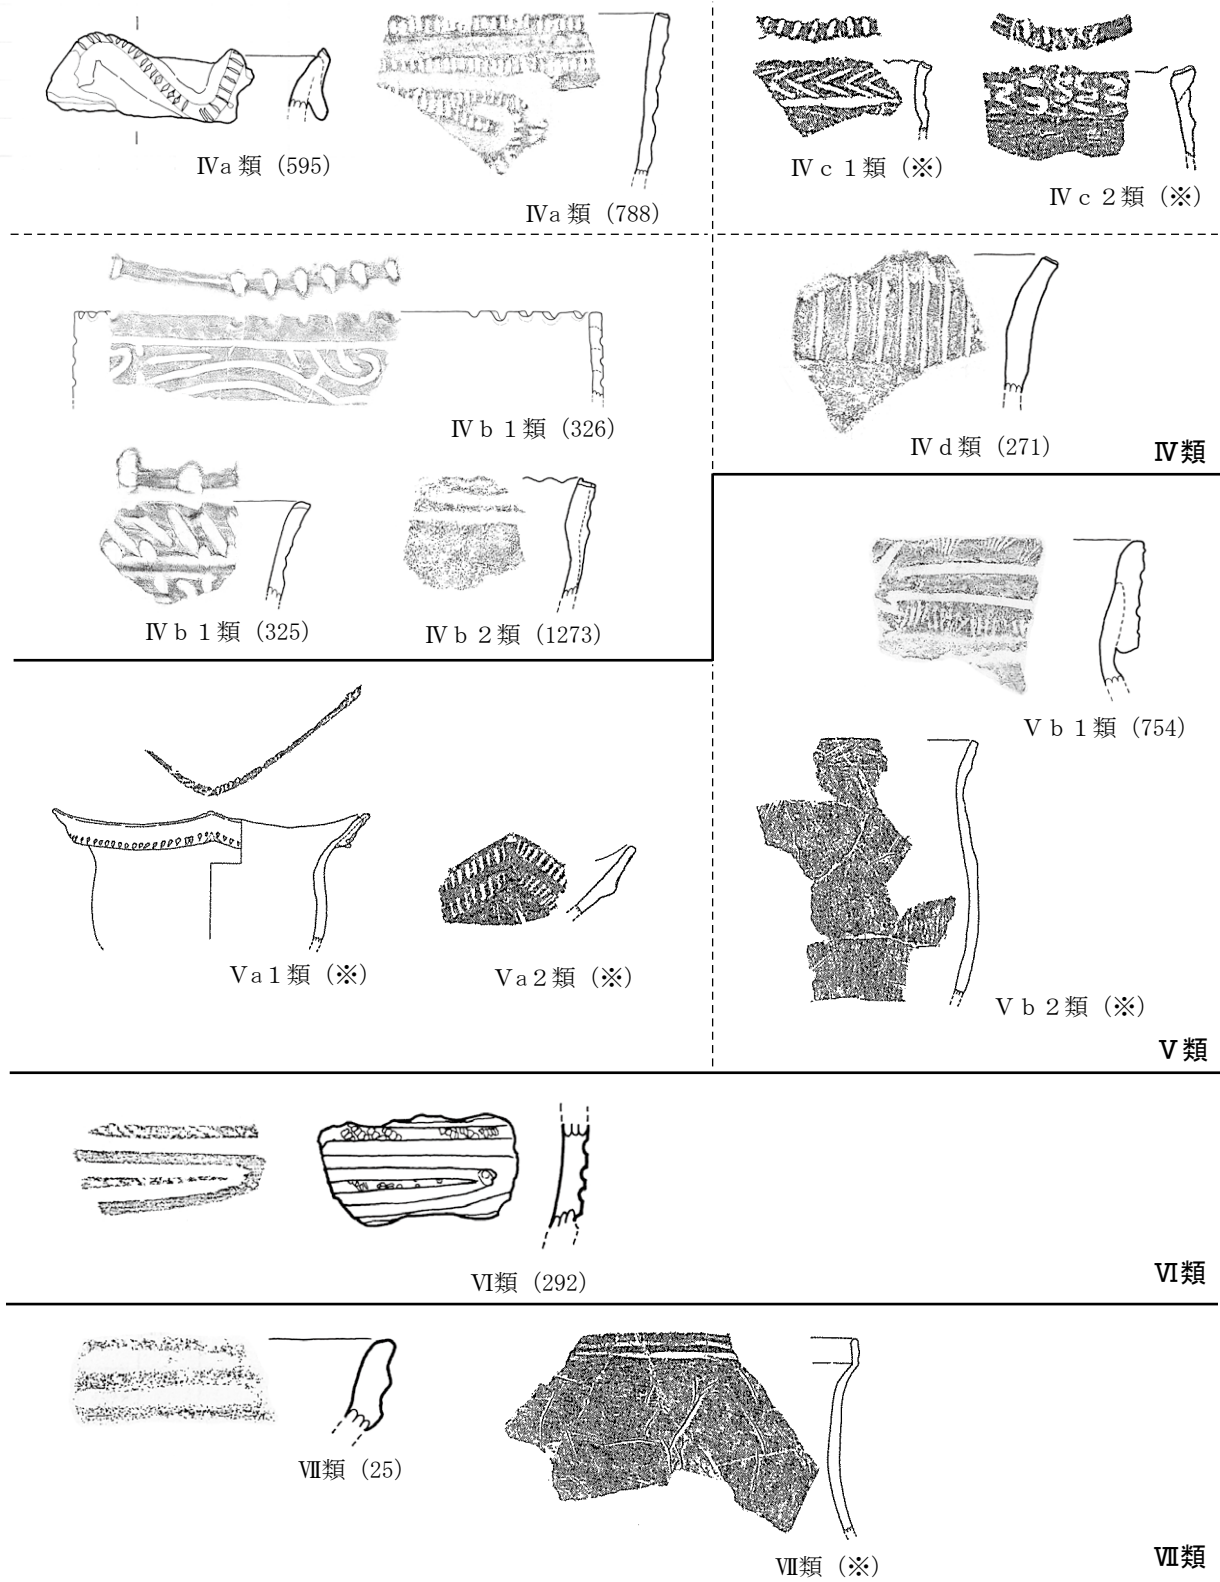 Ⅳa 類（595）
Ⅳa 類（788）
Ⅳｃ１類（※）
Ⅳｃ２類（※）
Ⅳｂ１類（326）
Ⅳｄ類（271）
Ⅳ類
Ⅳｂ１類（325）
Ⅳｂ２類（1273）
Ⅴｂ１類（754）
Ⅴa１類（※）
Ⅴa２類（※）
Ⅴｂ２類（※）
Ⅴ類
Ⅵ類（292）
Ⅵ類
Ⅶ類（25）
Ⅶ類（※）
Ⅶ類